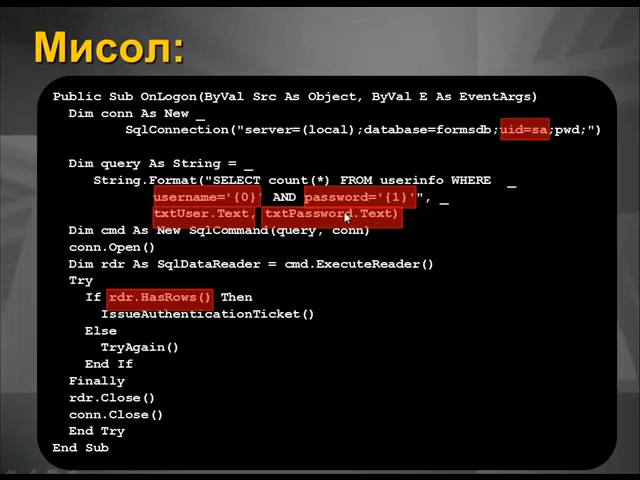 Мисол:
Public Sub OnLogon(ByVal Src As Object, ByVal E As EventArgs)
Dim conn As New _
SqlConnection("server=(local);database=formsdb;uid=sa;pwd;")
Dim query As String = _
String.Format("SELECT count(*) FROM userinfo WHERE _
username='{0}' AND password='{1}'", _
txtUser.Text, txtPassword.Text)
Dim cmd As New SqlCommand(query, conn)
conn.Open()
Dim rdr As SqlDataReader = cmd.ExecuteReader()
Try
If rdr.HasRows() Then
IssueAuthenticationTicket()
Else
TryAgain()
End If
Finally
rdr.Close()
conn.Close()
End Try
End Sub